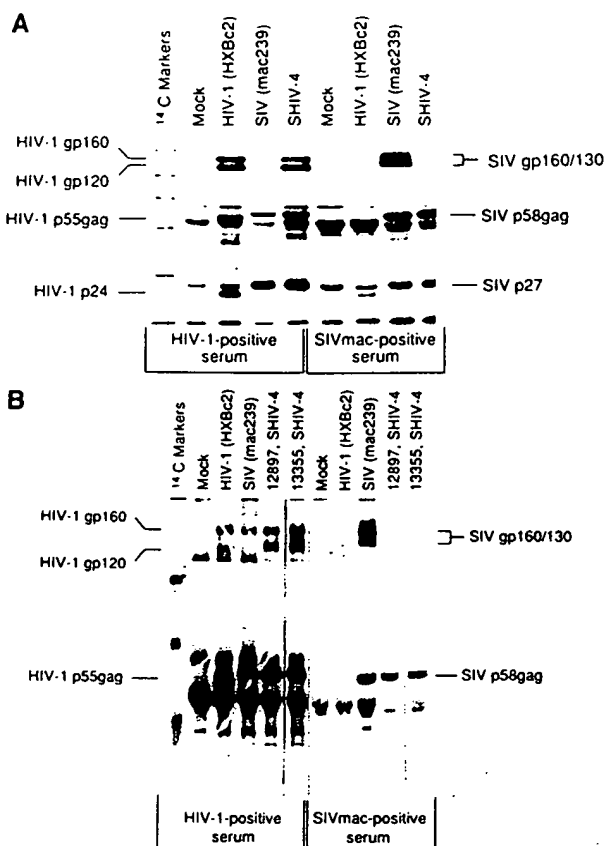 A
14 C Markers
Mock
HIV-1 (HXBc2)
SIV (mac239)
SHIV-4
Mock
HIV-1 (HXBc2)
SIV (mac239)
SHIV-4
HIV-1 gp160
HIV-1 gp120
HIV-1 p55gag
HIV-1 p24
SIV gp160/130
SIV p58gag
SIV p27
HIV-1-positive
serum
SIVmac-positive
serum
B
14 C Markers
Mock
HIV-1 (HXBc2)
SIV (mac239)
12897, SHIV-4
13355, SHIV-4
Mock
HIV-1 (HXBc2)
SIV (mac239)
12897, SHIV-4
13355, SHIV-4
HIV-1 gp160
HIV-1 gp120
HIV-1 p55gag
SIV gp160/130
SIV p58gag
HIV-1-positive
serum
SIVmac-positive
serum